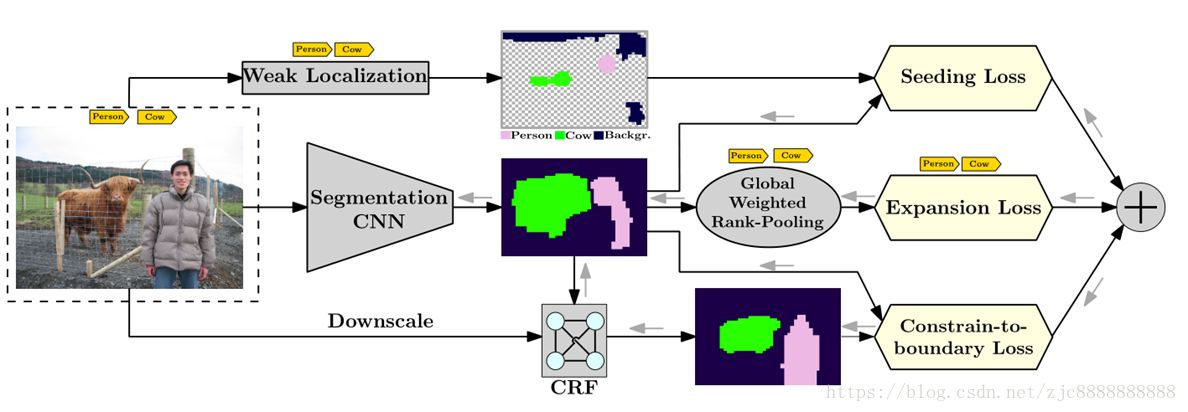 Person Cow
Weak Localization
Person Cow
Person Cow Backgr.
Seeding Loss
Segmentation
CNN
Person Cow
Global
Weighted
Rank-Pooling
Person Cow
Expansion Loss
Downscale
CRF
Constrain-to-
boundary Loss
https://blog.csdn.net/zjc8888888888